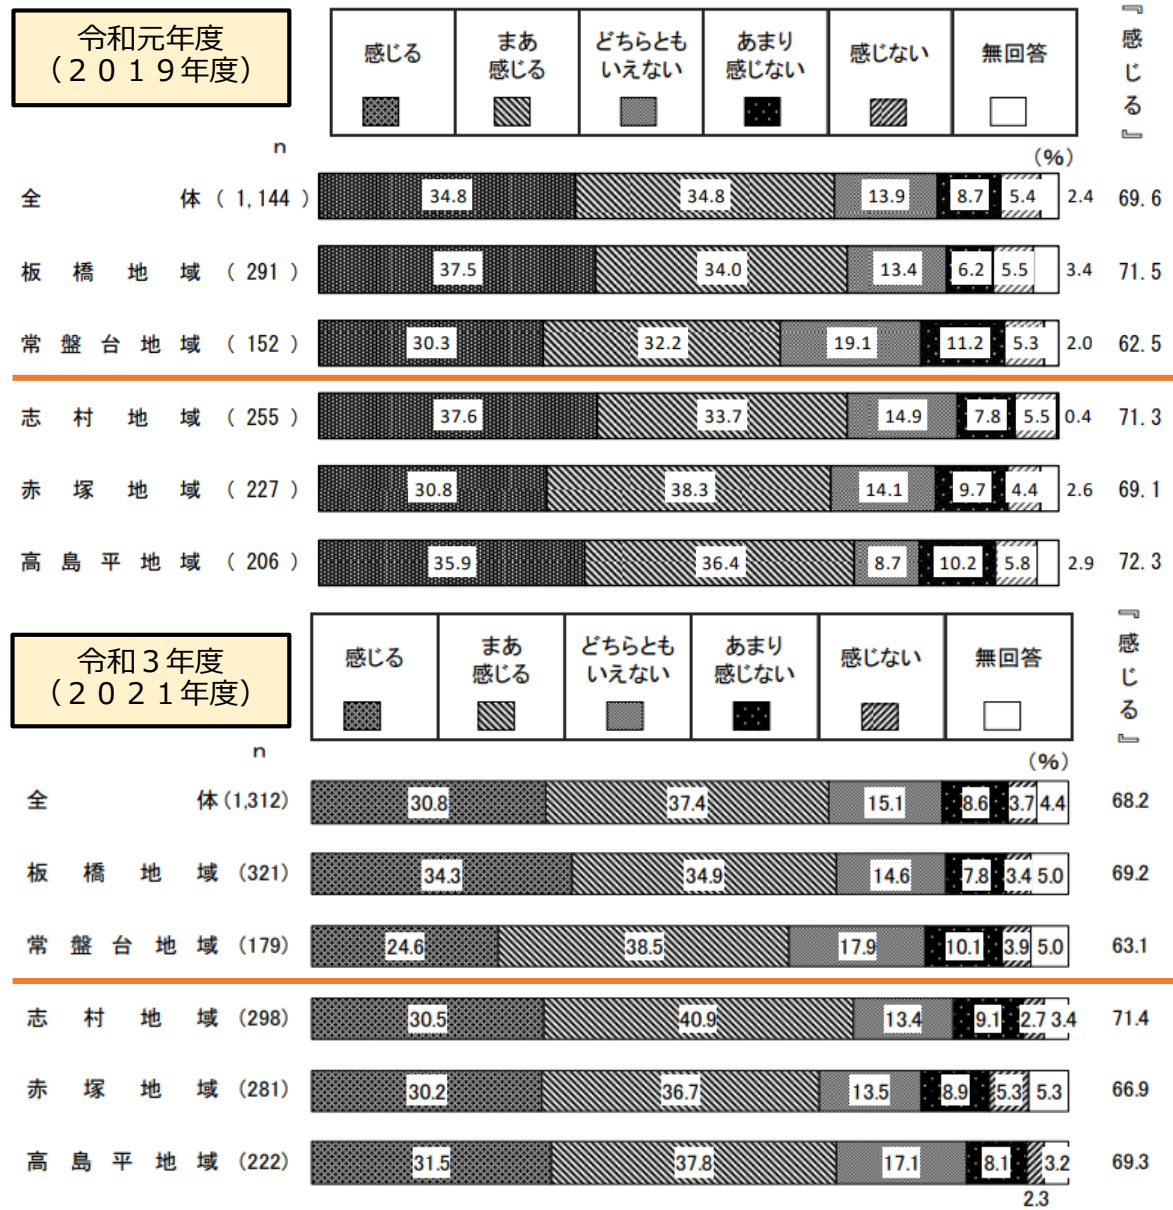 令和元年度
（２０１9年度）
感じる
まあ
感じる
どちらとも
いえない
あまり
感じない
感じない
無回答
『感じる』
n
(%)
全体 ( 1,144 ) 34.8 34.8 13.9 8.7 5.4 2.4 69.6
板橋地域 ( 291 ) 37.5 34.0 13.4 6.2 5.5 3.4 71.5
常盤台地域 ( 152 ) 30.3 32.2 19.1 11.2 5.3 2.0 62.5
志村地域 ( 255 ) 37.6 33.7 14.9 7.8 5.5 0.4 71.3
赤塚地域 ( 227 ) 30.8 38.3 14.1 9.7 4.4 2.6 69.1
高島平地域 ( 206 ) 35.9 36.4 8.7 10.2 5.8 2.9 72.3
令和３年度
（２０２1年度）
感じる
まあ
感じる
どちらとも
いえない
あまり
感じない
感じない
無回答
『感じる』
n
(%)
全体 (1,312) 30.8 37.4 15.1 8.6 3.7 4.4 68.2
板橋地域 (321) 34.3 34.9 14.6 7.8 3.4 5.0 69.2
常盤台地域 (179) 24.6 38.5 17.9 10.1 3.9 5.0 63.1
志村地域 (298) 30.5 40.9 13.4 9.1 2.7 3.4 71.4
赤塚地域 (281) 30.2 36.7 13.5 8.9 5.3 5.3 66.9
高島平地域 (222) 31.5 37.8 17.1 8.1 3.2 69.3
2.3